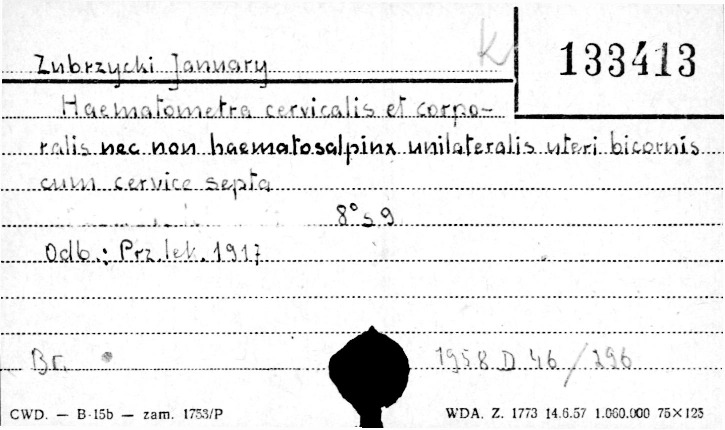 K
133413
Zubrzycki January
Haematometra cervicalis et corpo-
ralis nec non haematosalpinx unilateralis uteri bicornis
cum cervice septa
8° s 9
Odb.: Prz. lek. 1917
Br.
1958 D 46/296
CWD. — B-15b — zam. 1753/P
WDA. Z. 1773 14.6.57 1.060.000 75×125